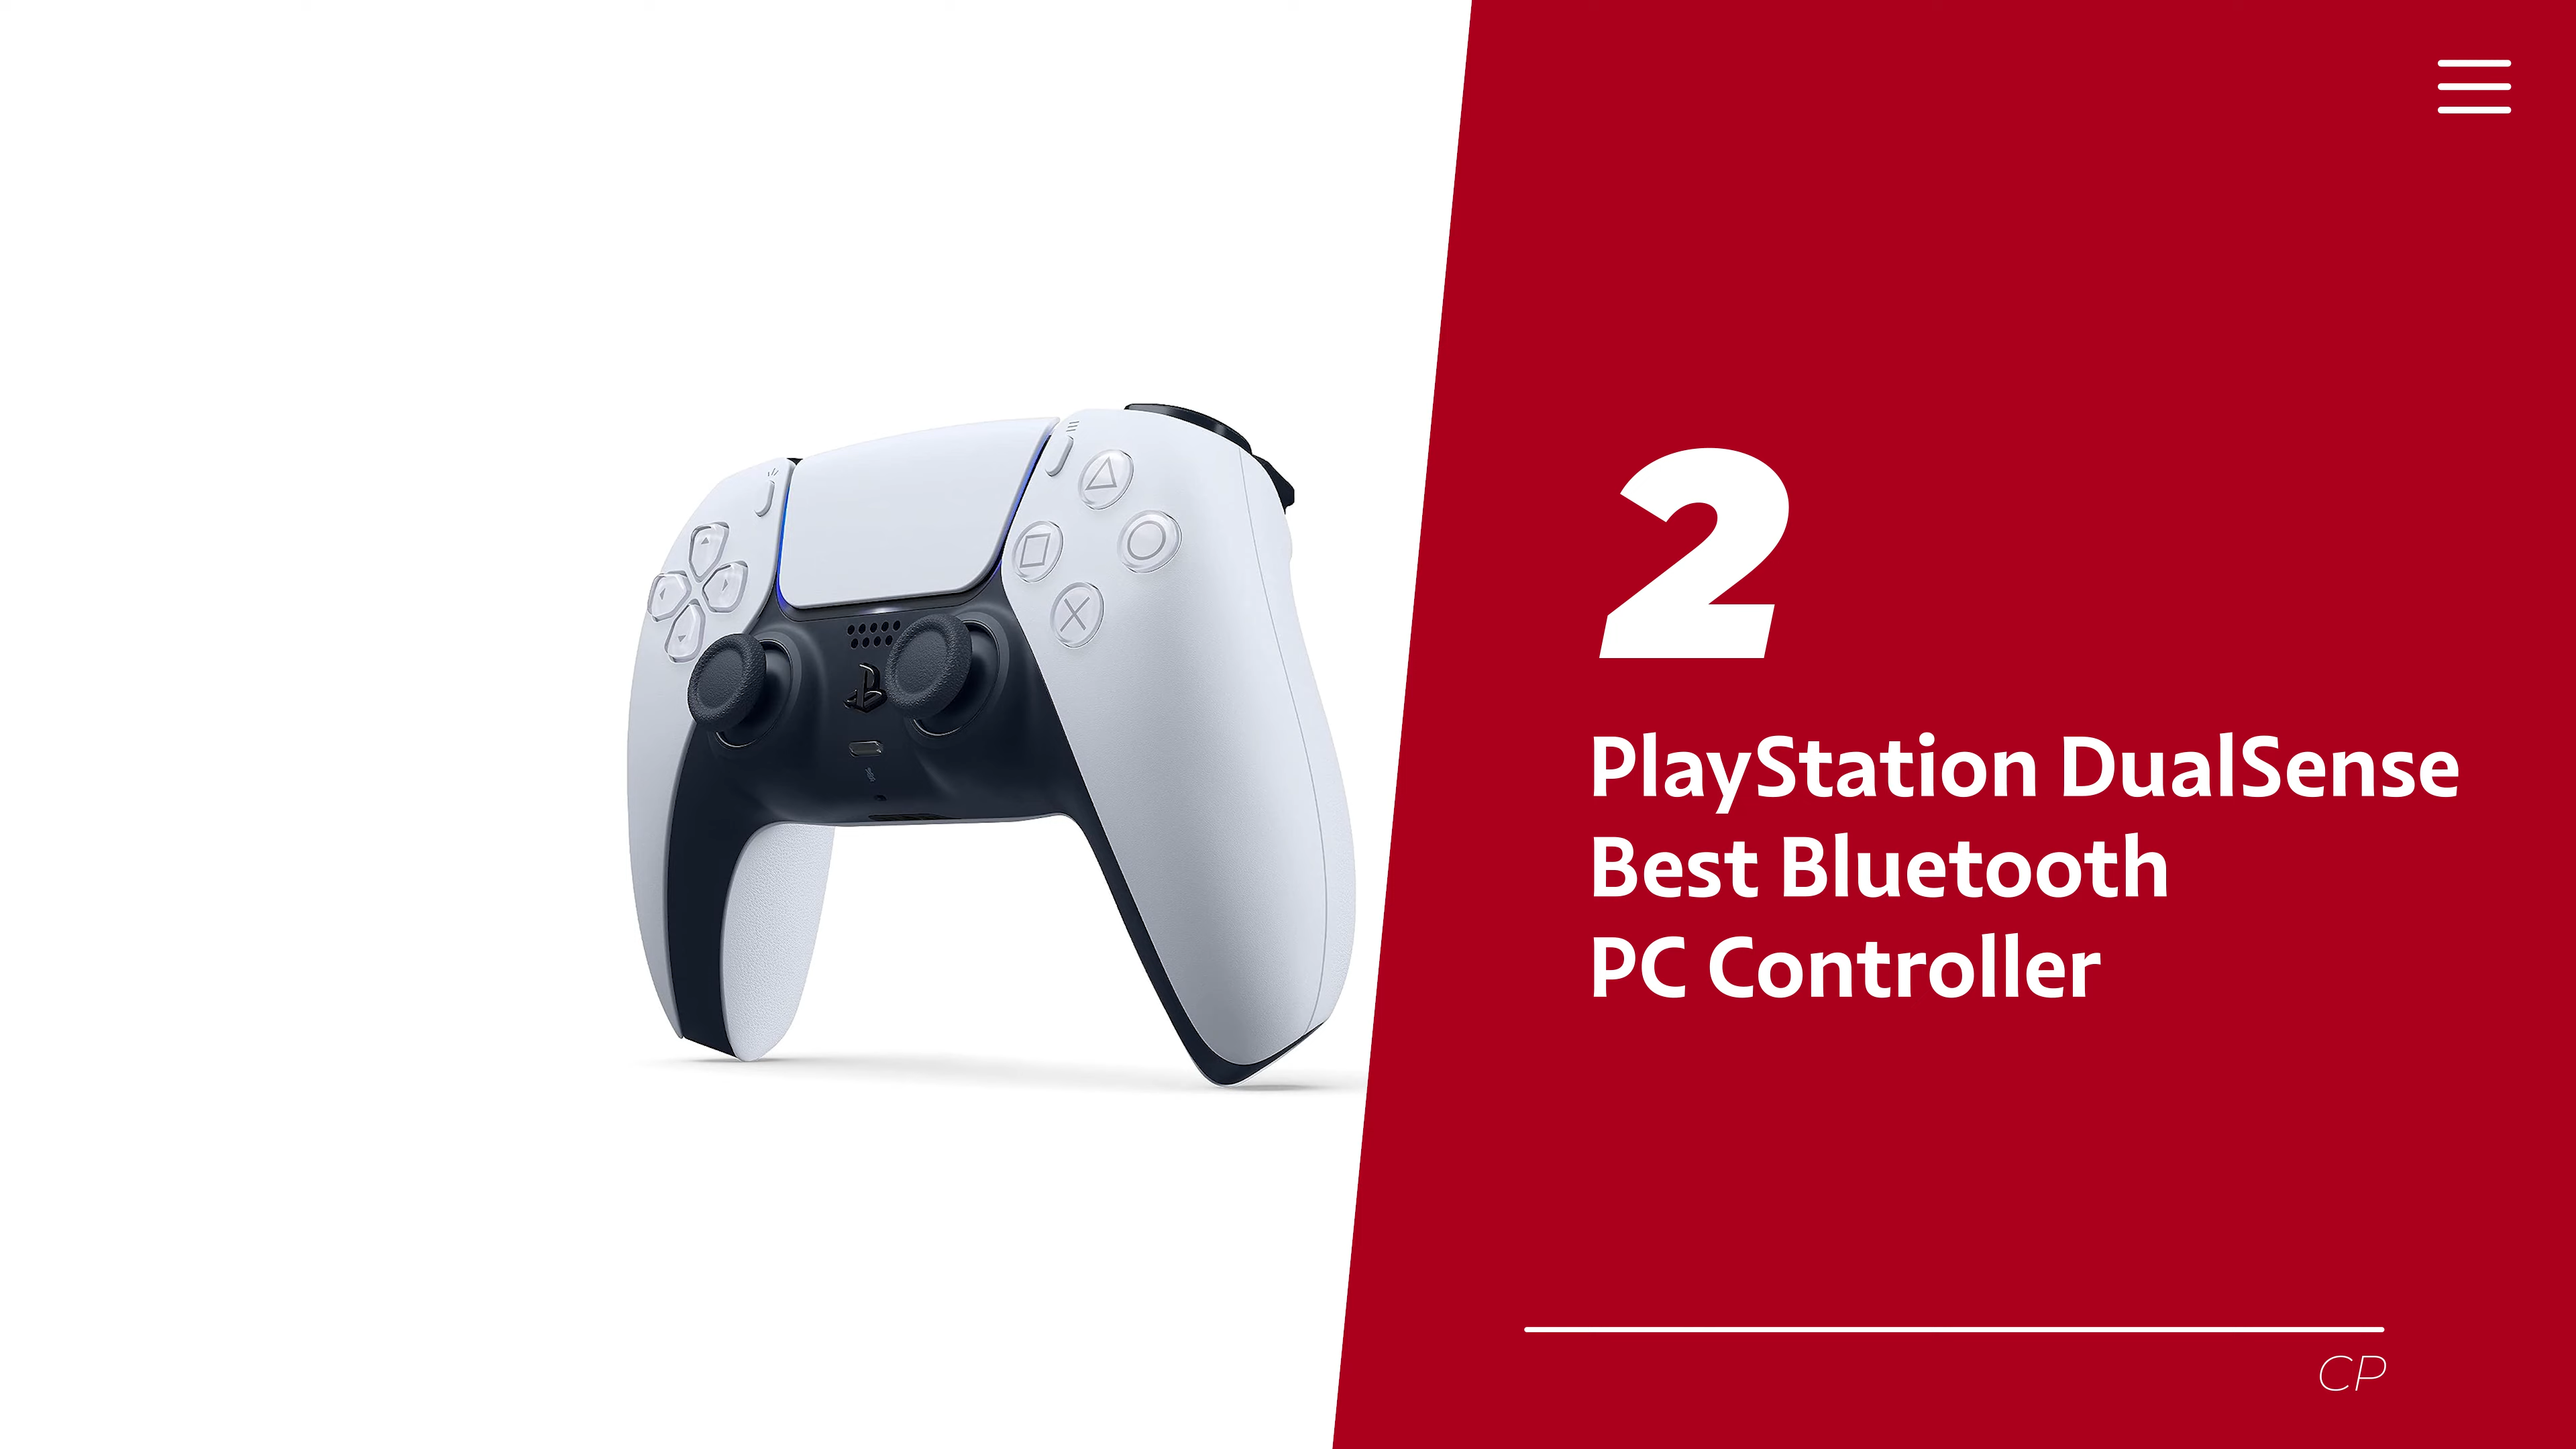 2
PlayStation DualSense
Best Bluetooth
PC Controller
CP